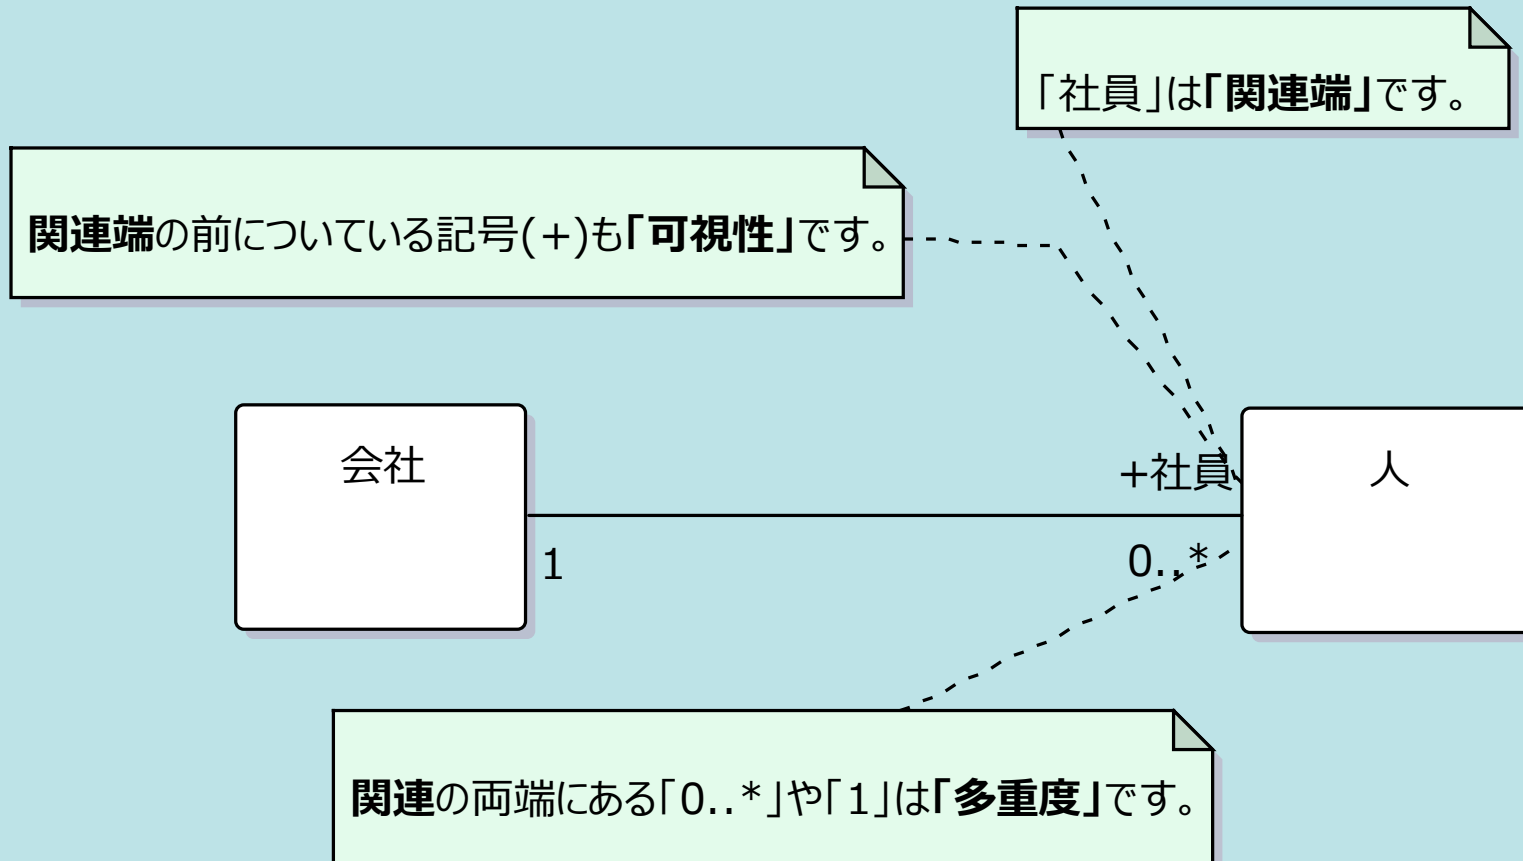 「社員」は「関連端」です。
関連端の前についている記号(+)も「可視性」です。
会社
+社員
人
1
0..*
関連の両端にある「0..*」や「1」は「多重度」です。